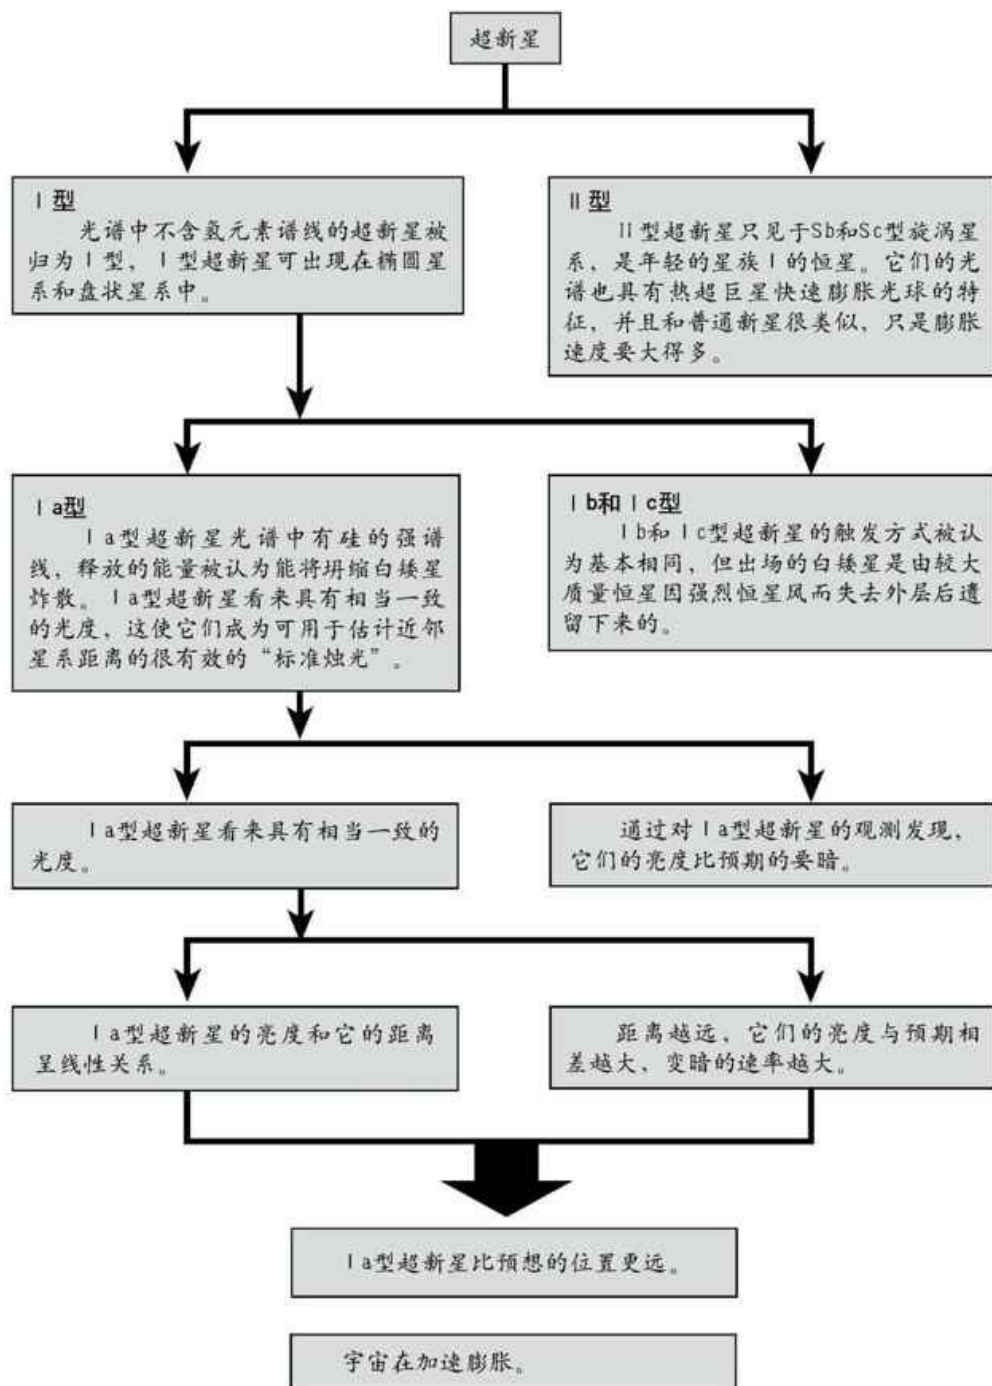 超新星
Ⅰ型
光谱中不含氢元素谱线的超新星被
归为Ⅰ型，Ⅰ型超新星可出现在椭圆星
系和盘状星系中。
Ⅱ型
Ⅱ型超新星只见于Sb和Sc型旋涡星
系，是年轻的星族Ⅰ的恒星。它们的光
谱也具有热超巨星快速膨胀光球的特
征，并且和普通新星很类似，只是膨胀
速度要大得多。
Ⅰa型
Ⅰa型超新星光谱中有硅的强谱
线，释放的能量被认为能将坍缩白矮星
炸散。Ⅰa型超新星看来具有相当一致
的光度，这使它们成为可用于估计近邻
星系距离的很有效的“标准烛光”。
Ⅰb和Ⅰc型
Ⅰb和Ⅰc型超新星的触发方式被认
为基本相同，但出场的白矮星是由较大
质量恒星因强烈恒星风而失去外层后遗
留下来的。
Ⅰa型超新星看来具有相当一致的
光度。
通过对Ⅰa型超新星的观测发现，
它们的亮度比预期的要暗。
Ⅰa型超新星的亮度和它的距离
呈线性关系。
距离越远，它们的亮度与预期相
差越大，变暗的速率越大。
Ⅰa型超新星比预想的位置更远。
宇宙在加速膨胀。